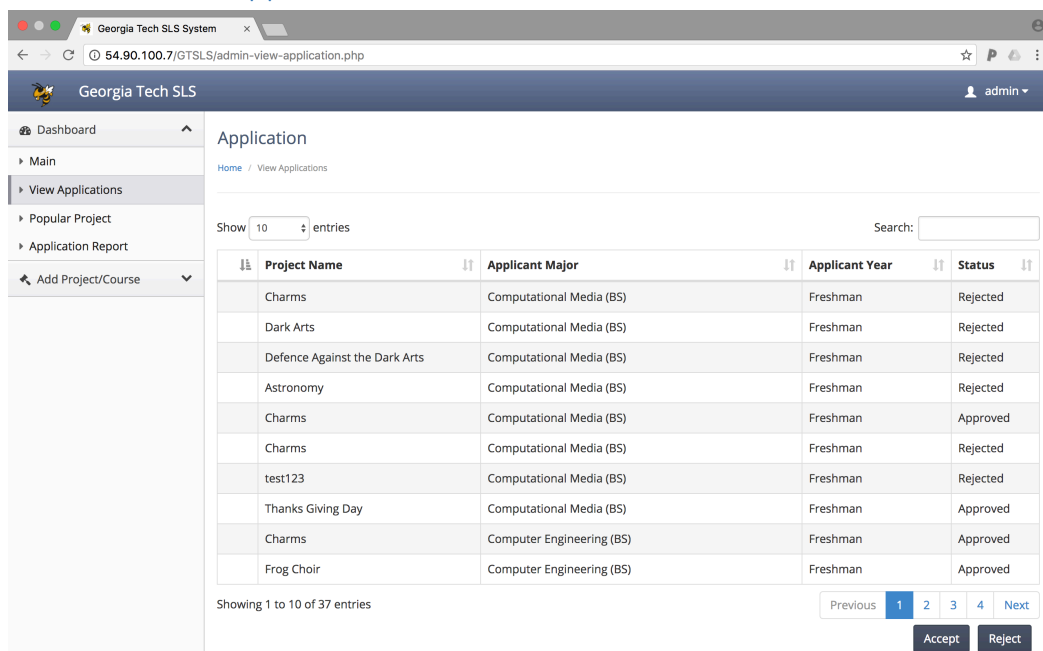 Georgia Tech SLS System
54.90.100.7/GTSLS/admin-view-application.php
Georgia Tech SLS admin
Dashboard
Main
View Applications
Popular Project
Application Report
Add Project/Course
Application
Home / View Applications
Show 10 entries Search:
Project Name Applicant Major Applicant Year Status
Charms Computational Media (BS) Freshman Rejected
Dark Arts Computational Media (BS) Freshman Rejected
Defence Against the Dark Arts Computational Media (BS) Freshman Rejected
Astronomy Computational Media (BS) Freshman Rejected
Charms Computational Media (BS) Freshman Approved
Charms Computational Media (BS) Freshman Rejected
test123 Computational Media (BS) Freshman Rejected
Thanks Giving Day Computational Media (BS) Freshman Approved
Charms Computer Engineering (BS) Freshman Approved
Frog Choir Computer Engineering (BS) Freshman Approved
Showing 1 to 10 of 37 entries Previous 1 2 3 4 Next
Accept Reject